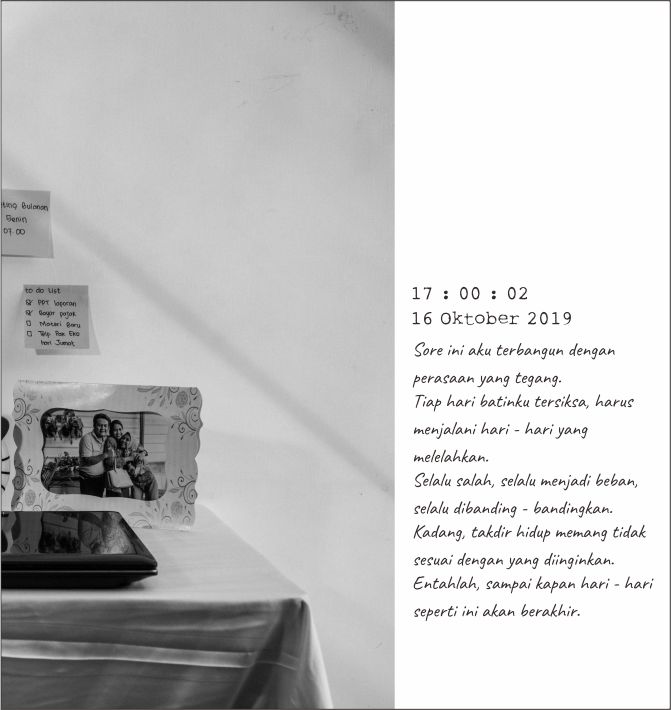 ting Bulanan
Senin
07.00
to do list
PPT laporan
Bayar pajak
Materi Baru
Telp Pak Eko
hari Jumat
17 : 00 : 02
16 Oktober 2019
Sore ini aku terbangun dengan
perasaan yang tegang.
Tiap hari batinku tersiksa, harus
menjalani hari - hari yang
melelahkan.
Selalu salah, selalu menjadi beban,
selalu dibanding - bandingkan.
Kadang, takdir hidup memang tidak
sesuai dengan yang diinginkan.
Entahlah, sampai kapan hari - hari
seperti ini akan berakhir.